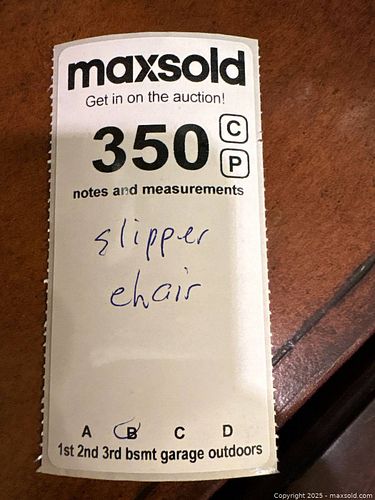 maxsold
Get in on the auction!
350 C
P
notes and measurements
slipper
chair
A B C D
1st 2nd 3rd bsmt garage outdoors
Copyright © 2025 - maxsold.com